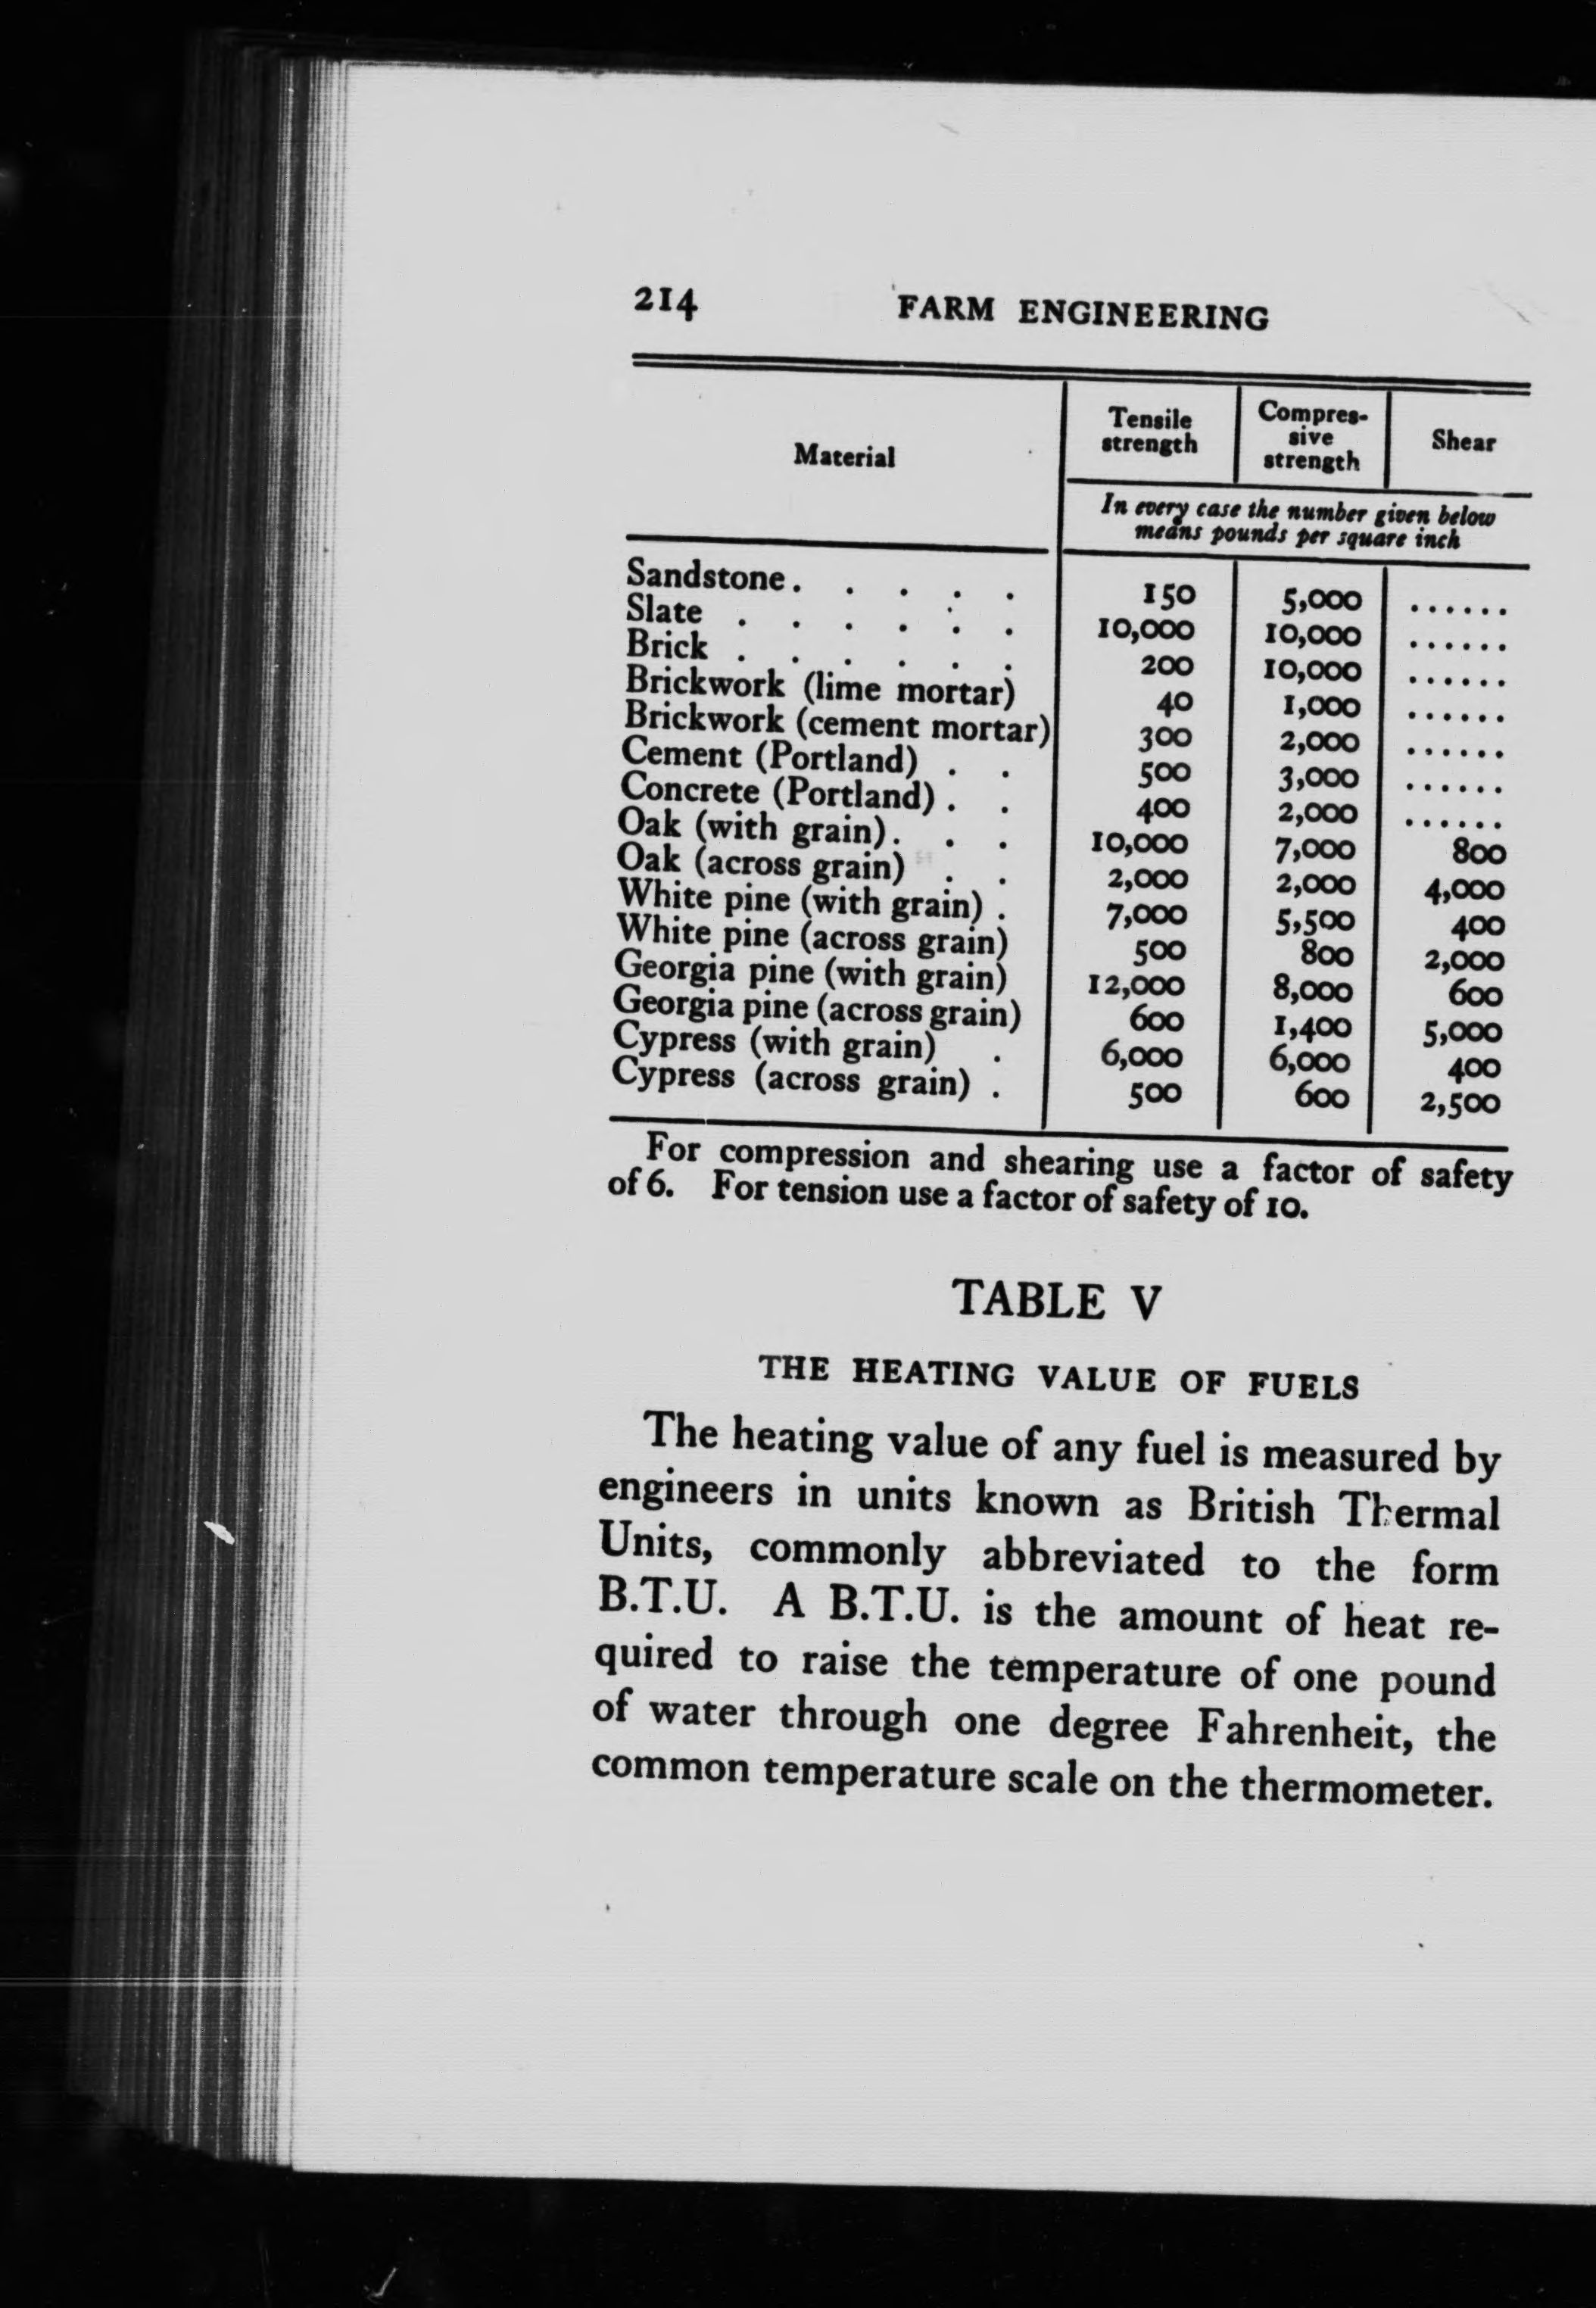 214 FARM ENGINEERING
Material Tensile strength Compres-sive strength Shear
In every case the number given below
means pounds per square inch
Sandstone. . . . . 150 5,000 ......
Slate . . . . . . 10,000 10,000 ......
Brick . . . . . . 200 10,000 ......
Brickwork (lime mortar) 40 1,000 ......
Brickwork (cement mortar) 300 2,000 ......
Cement (Portland) . . 500 3,000 ......
Concrete (Portland) . . 400 2,000 ......
Oak (with grain). . . 10,000 7,000 800
Oak (across grain) . . 2,000 2,000 4,000
White pine (with grain) . 7,000 5,500 400
White pine (across grain) 500 800 2,000
Georgia pine (with grain) 12,000 8,000 600
Georgia pine (across grain) 600 1,400 5,000
Cypress (with grain) . 6,000 6,000 400
Cypress (across grain) . 500 600 2,500
For compression and shearing use a factor of safety
of 6. For tension use a factor of safety of 10.
TABLE V
THE HEATING VALUE OF FUELS
The heating value of any fuel is measured by
engineers in units known as British Thermal
Units, commonly abbreviated to the form
B.T.U. A B.T.U. is the amount of heat re-
quired to raise the temperature of one pound
of water through one degree Fahrenheit, the
common temperature scale on the thermometer.